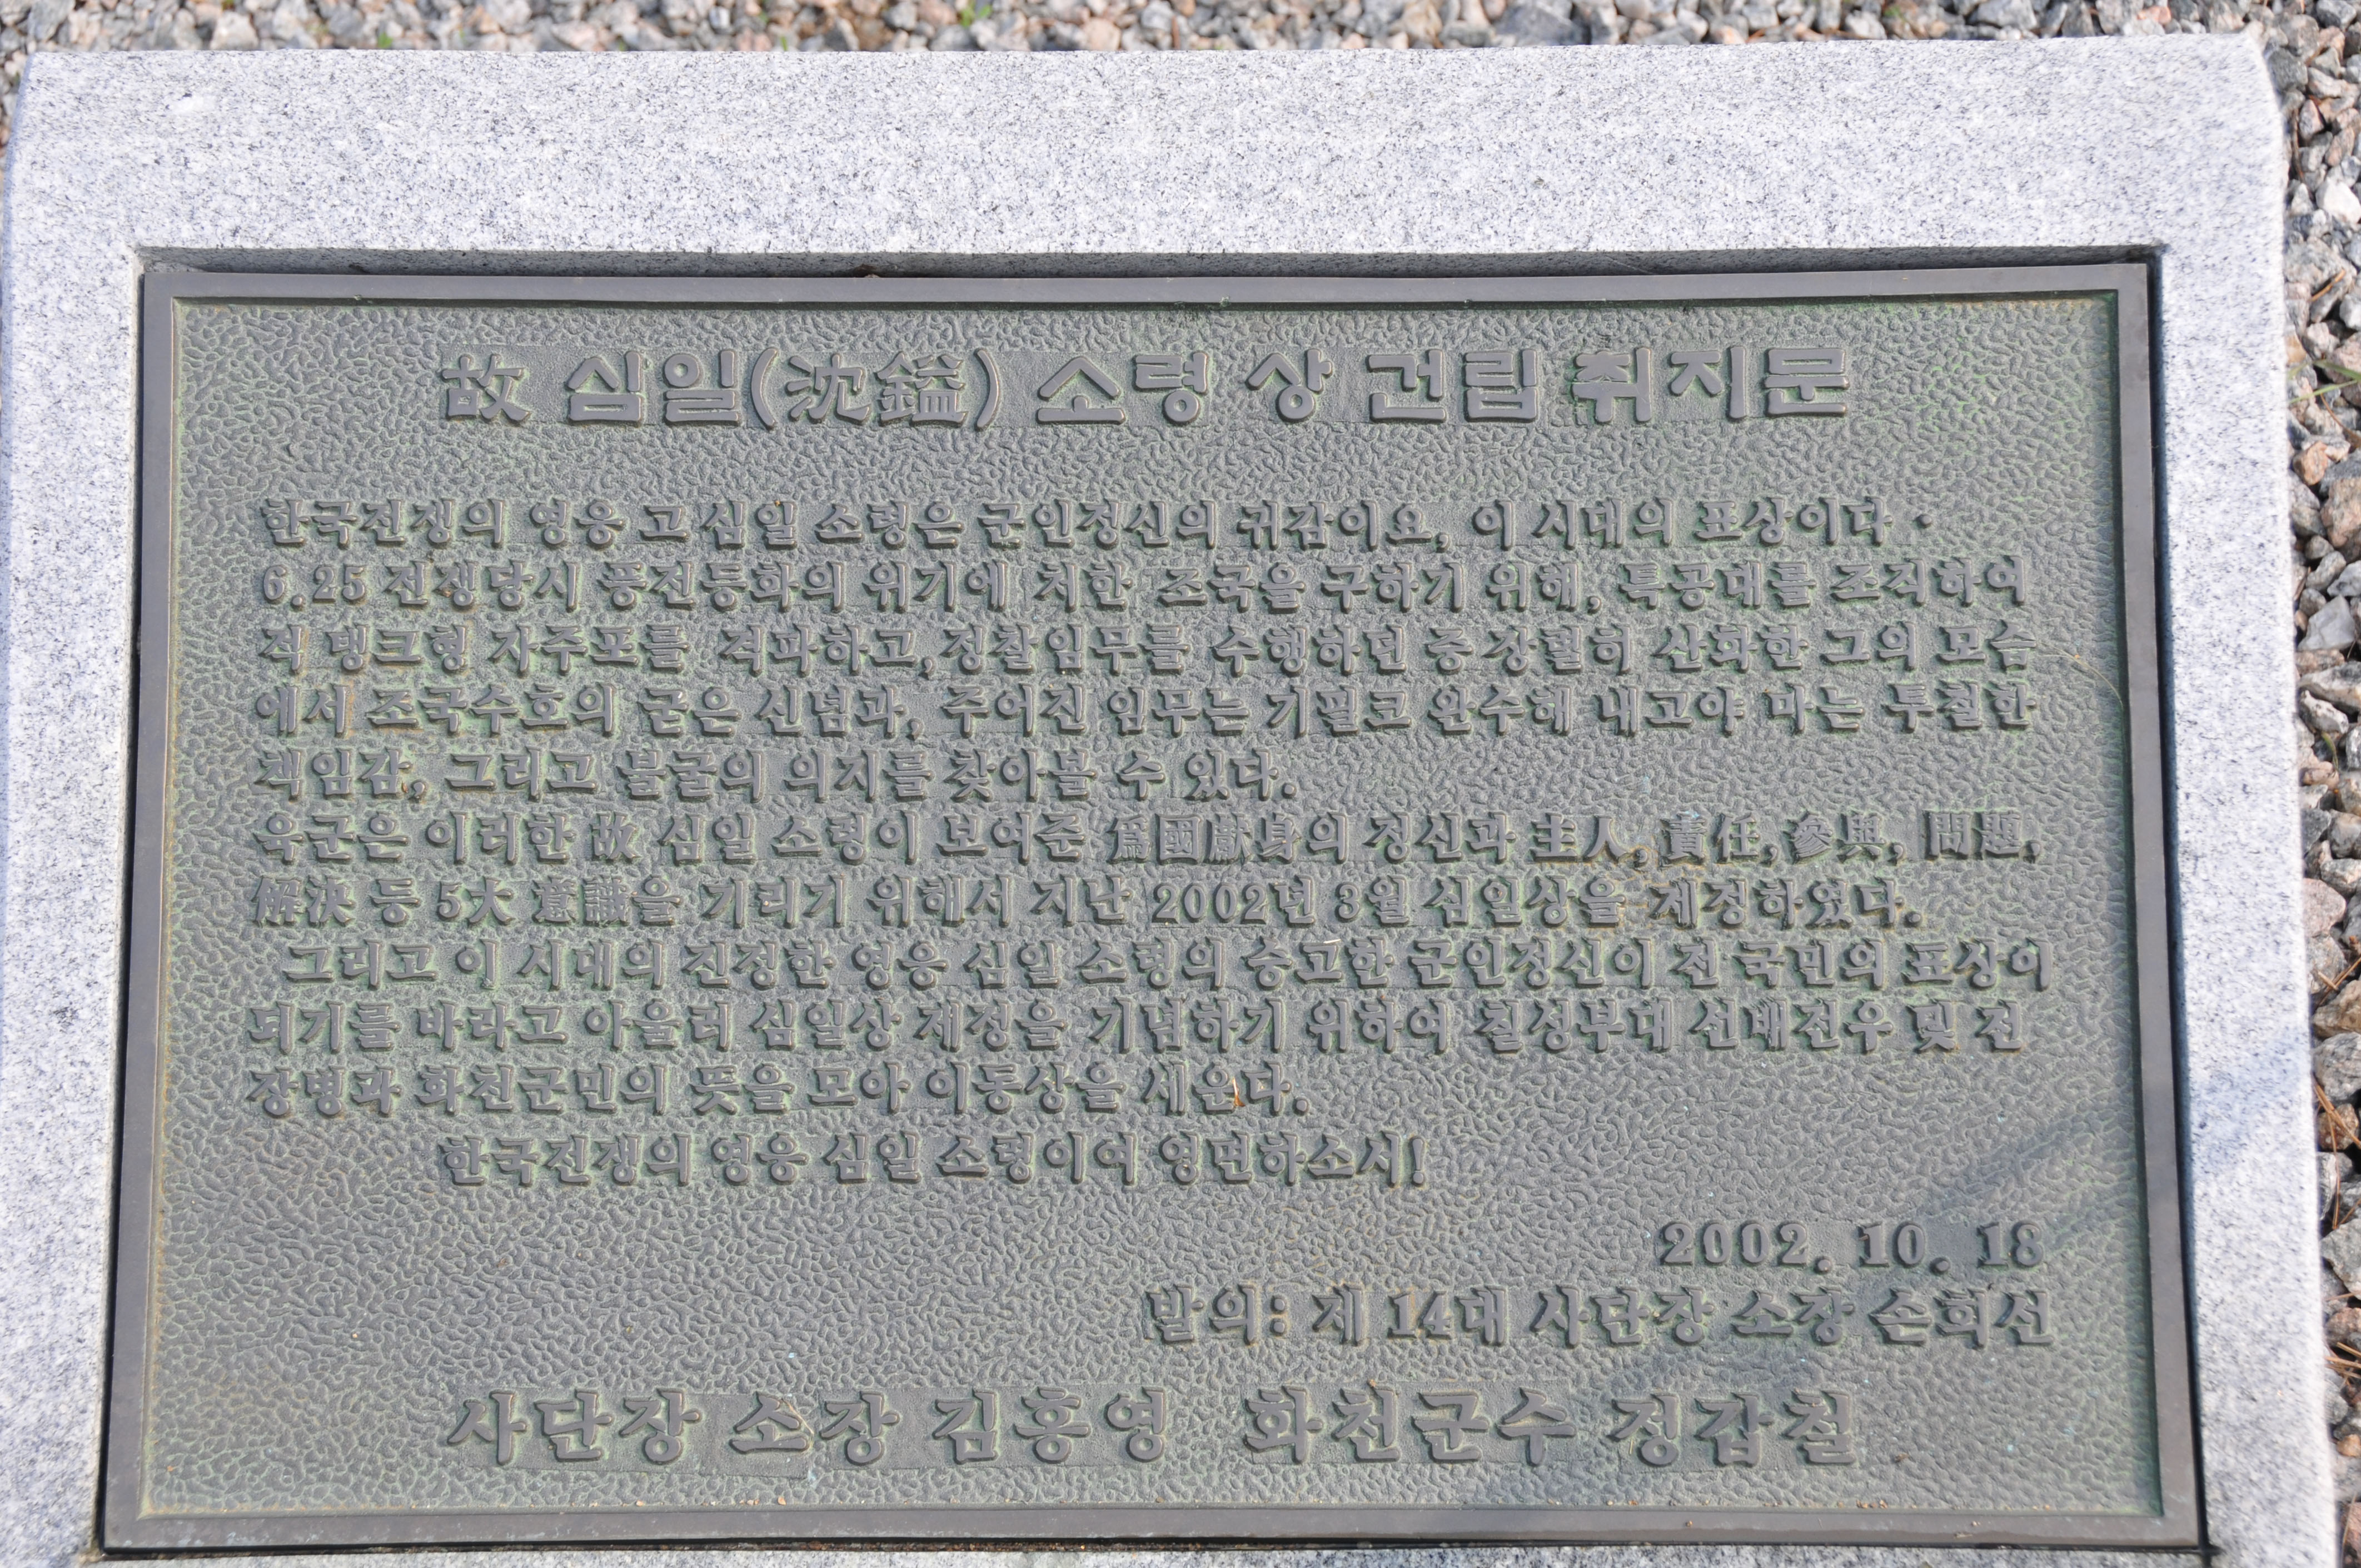 故 심일(沈鎰) 소령 상 건립 취지문
한국전쟁의 영웅 고 심일 소령은 군인정신의 귀감이요, 이 시대의 표상이다.
6.25 전쟁당시 풍전등화의 위기에 처한 조국을 구하기 위해, 특공대를 조직하여
적 탱크형 자주포를 격파하고, 정찰임무를 수행하던 중 장렬히 산화한 그의 모습
에서 조국수호의 굳은 신념과, 주어진 임무는 기필코 완수해 내고야 마는 투철한
책임감, 그리고 불굴의 의지를 찾아볼 수 있다.
육군은 이러한 故 심일 소령이 보여준 爲國獻身의 정신과 主人, 責任, 參與, 問題,
解決 등 5大 意識을 기리기 위해서 지난 2002년 3월 심일상을 제정하였다.
그리고 이 시대의 진정한 영웅 심일 소령의 숭고한 군인정신이 전 국민의 표상이
되기를 바라고 아울러 심일상 제정을 기념하기 위하여 칠성부대 선배전우 및 전
장병과 화천군민의 뜻을 모아 이동상을 세운다.
한국전쟁의 영웅 심일 소령이여 영면하소서!
2002. 10. 18
발의: 제 14대 사단장 소장 손희선
사단장 소장 김흥영 화천군수 정갑철